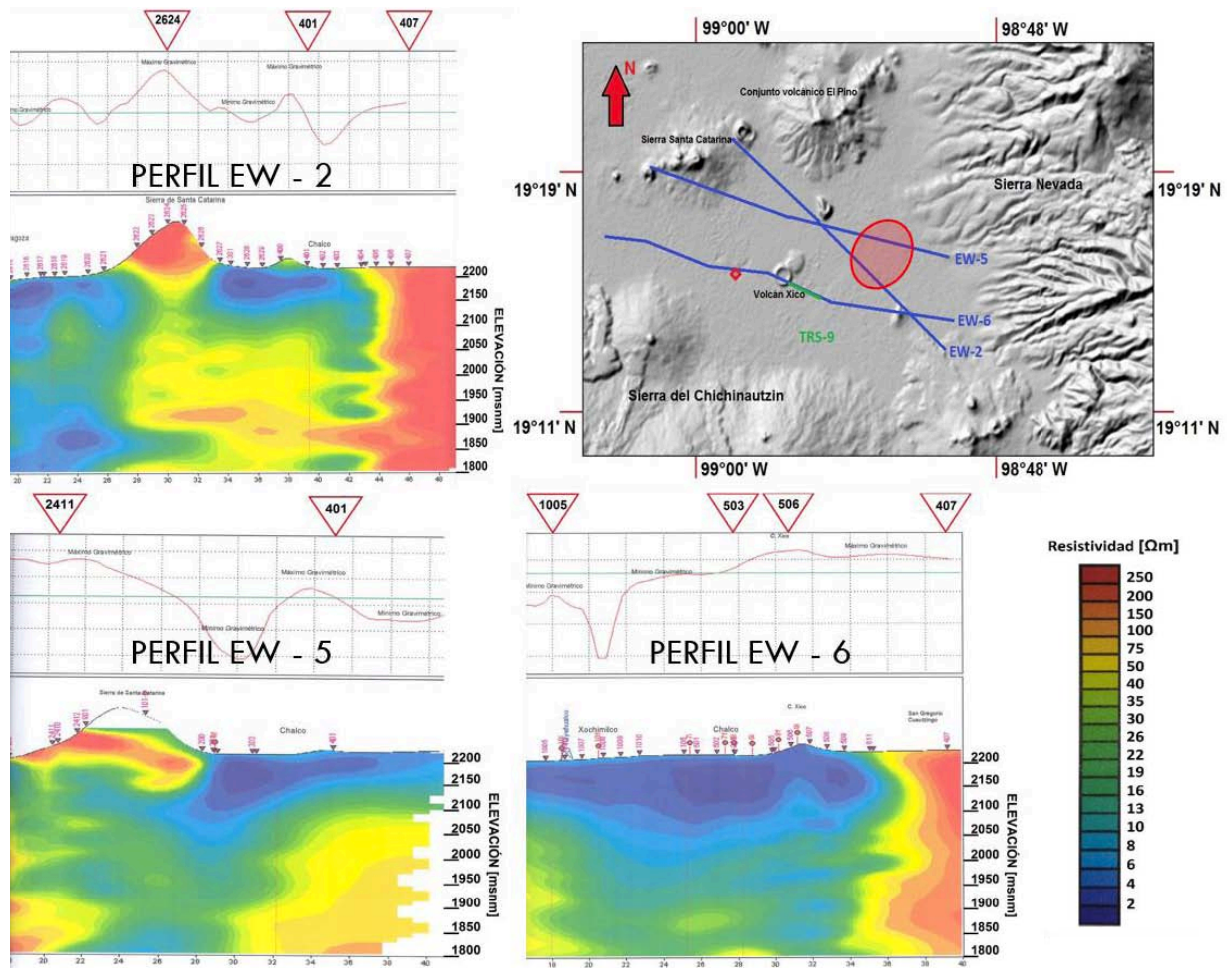 2624
401
407
Máximo Gravimétrico
Máximo Gravimétrico
Mínimo Gravimétrico
PERFIL EW - 2
Sierra de Santa Catarina
Chalco
2200
2150
2100
2050
2000
1950
1900
1850
1800
ELEVACIÓN [msnm]
20 22 24 26 28 30 32 34 36 38 40 42 44 46 48
99°00' W
98°48' W
N
Conjunto volcánico El Pino
Sierra Santa Catarina
19°19' N
19°19' N
Sierra Nevada
EW-5
Volcán Xico
EW-6
TRS-9
EW-2
Sierra del Chichinautzin
19°11' N
19°11' N
99°00' W
98°48' W
2411
401
Máximo Gravimétrico
Máximo Gravimétrico
Mínimo Gravimétrico
Mínimo Gravimétrico
PERFIL EW - 5
Sierra de Santa Catarina
Chalco
401
2200
2150
2100
2050
2000
1950
1900
1850
1800
ELEVACIÓN [msnm]
20 22 24 26 28 30 32 34 36 38 40
1005
503
506
407
C. Xico
Máximo Gravimétrico
Mínimo Gravimétrico
Mínimo Gravimétrico
PERFIL EW - 6
C. Xico
Xochimilco
Chalco
San Gregorio
Cuautzingo
2200
2150
2100
2050
2000
2200
1900
1850
1800
ELEVACIÓN [msnm]
18 20 22 24 26 28 30 32 34 36 38 40
Resistividad [Ωm]
250
200
150
100
75
50
40
35
30
26
22
19
16
13
10
8
6
4
2